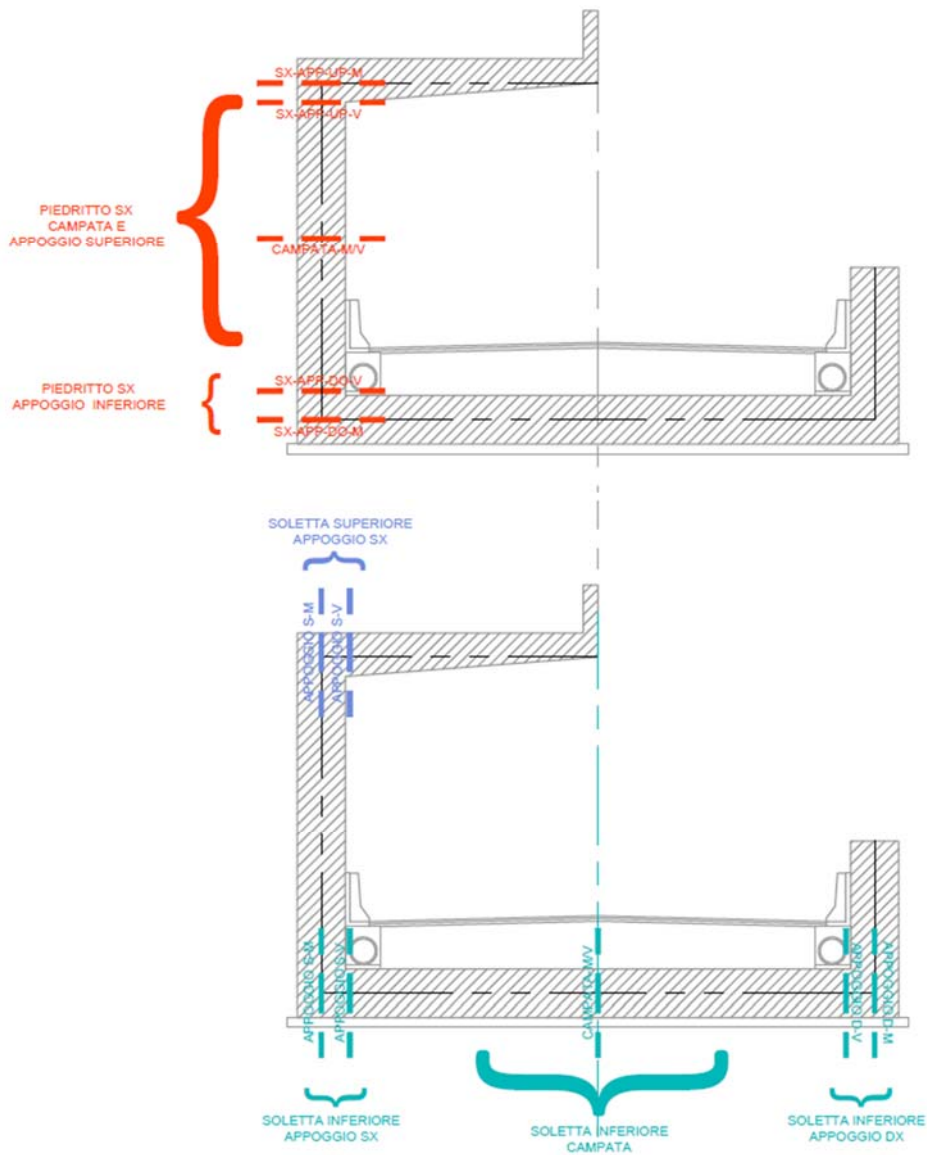 SX-APP-UP-M
SX-APP-UP-V
PIEDRITTO SX
CAMPATA E
APPOGGIO SUPERIORE
CAMPATA-M/V
SX-APP-DO-V
PIEDRITTO SX
APPOGGIO INFERIORE
SX-APP-DO-M
SOLETTA SUPERIORE
APPOGGIO SX
APPOGGIO S-M
APPOGGIO S-V
APPOGGIO S-M
APPOGGIO S-V
CAMPATA-M/V
APPOGGIO D-V
APPOGGIO D-M
SOLETTA INFERIORE
APPOGGIO SX
SOLETTA INFERIORE
CAMPATA
SOLETTA INFERIORE
APPOGGIO DX